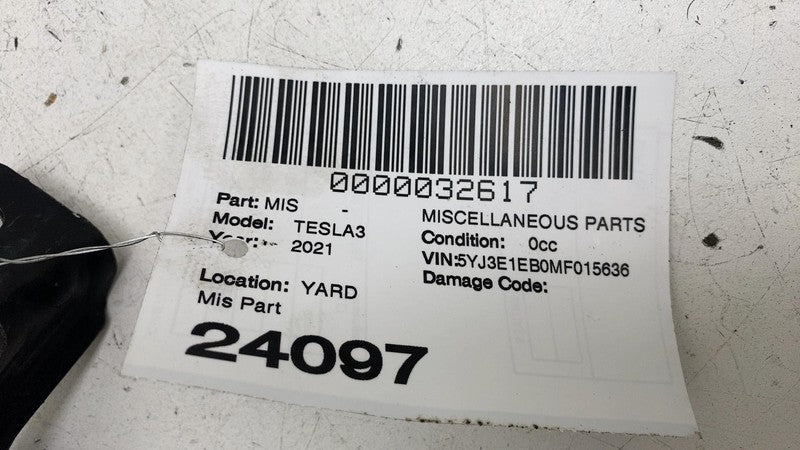 0000032617
Part: MIS - MISCELLANEOUS PARTS
Model: TESLA3 Condition: 0cc
Year: 2021 VIN:5YJ3E1EB0MF015636
Damage Code:
Location: YARD
Mis Part
24097